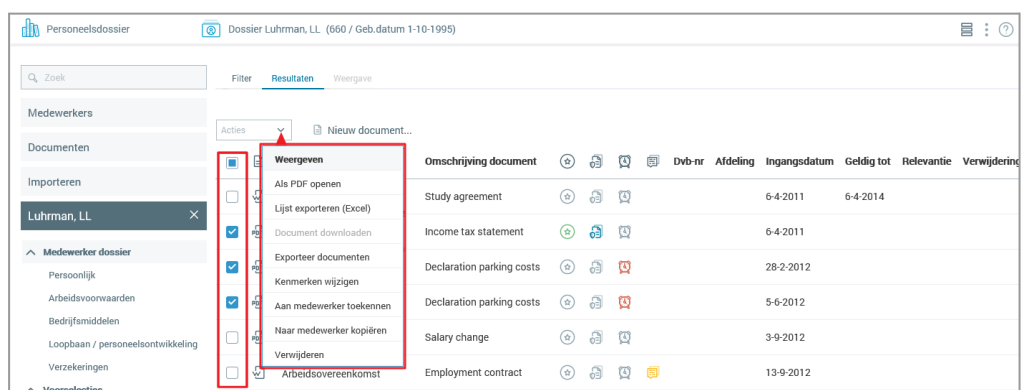 Personeelsdossier
Dossier Luhrman, LL (660 / Geb.datum 1-10-1995)
Zoek
Filter Resultaten Weergave
Medewerkers
Acties Nieuw document...
Documenten
Omschrijving document Dvb-nr Afdeling Ingangsdatum Geldig tot Relevantie Verwijdering
Weergeven
Als PDF openen
Lijst exporteren (Excel)
Document downloaden
Exporteer documenten
Kenmerken wijzigen
Aan medewerker toekennen
Naar medewerker kopiëren
Verwijderen
Importeren
Luhrman, LL
Medewerker dossier
Persoonlijk
Arbeidsvoorwaarden
Bedrijfsmiddelen
Loopbaan / personeelsontwikkeling
Verzekeringen
Study agreement 6-4-2011 6-4-2014
Income tax statement 6-4-2011
Declaration parking costs 28-2-2012
Declaration parking costs 5-6-2012
Salary change 3-9-2012
Arbeidsovereenkomst Employment contract 13-9-2012